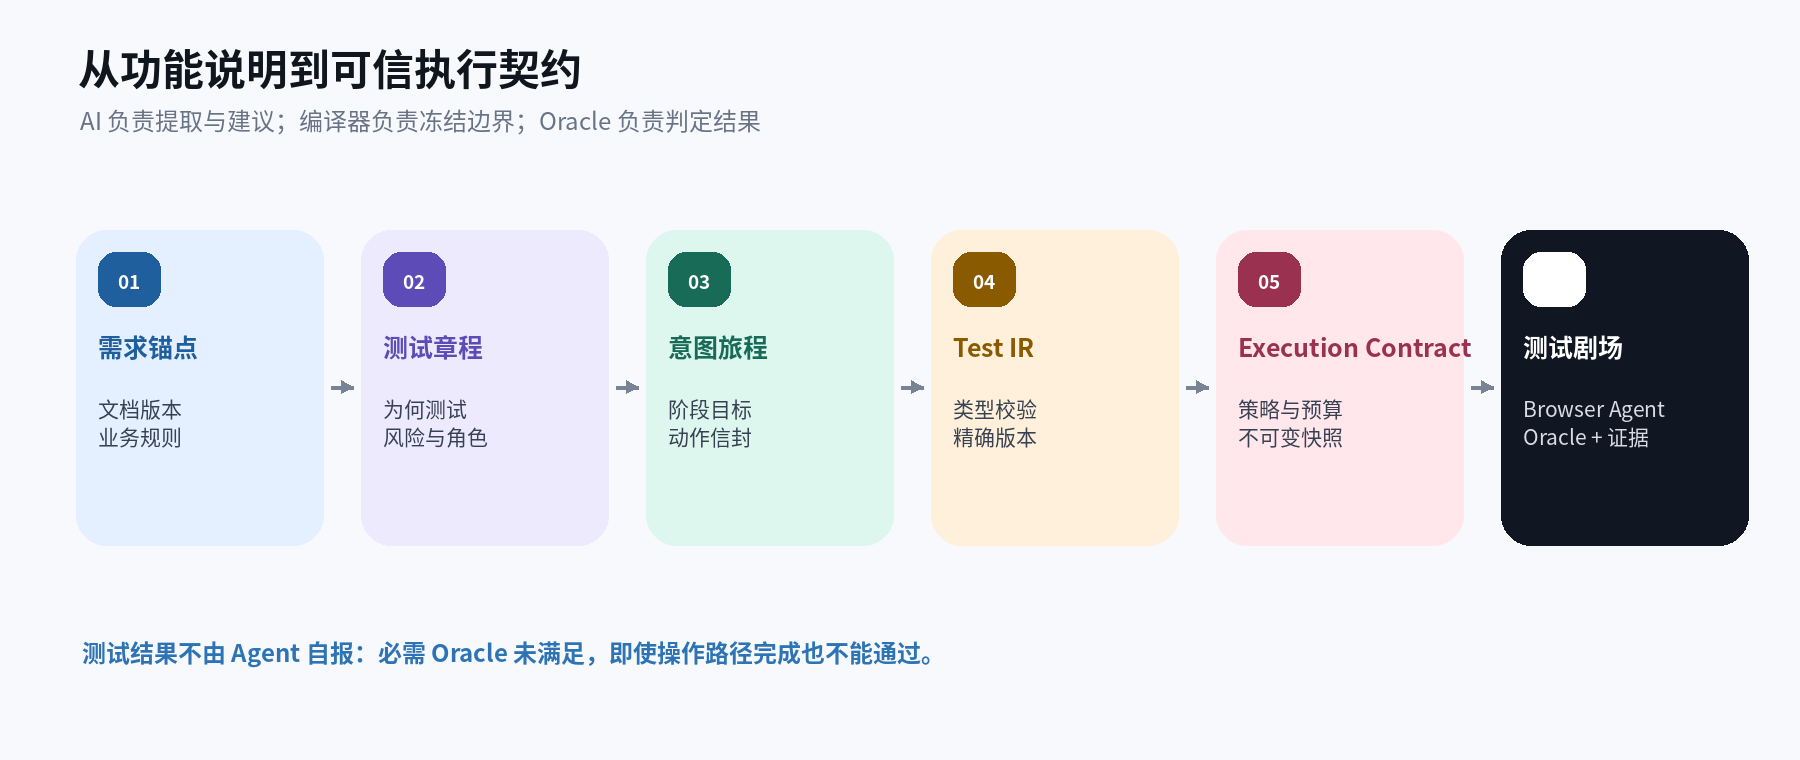 从功能说明到可信执行契约
AI 负责提取与建议；编译器负责冻结边界；Oracle 负责判定结果
01
需求锚点
文档版本
业务规则
02
测试章程
为何测试
风险与角色
03
意图旅程
阶段目标
动作信封
04
Test IR
类型校验
精确版本
05
Execution Contract
策略与预算
不可变快照
测试剧场
Browser Agent
Oracle + 证据
测试结果不由 Agent 自报：必需 Oracle 未满足，即使操作路径完成也不能通过。